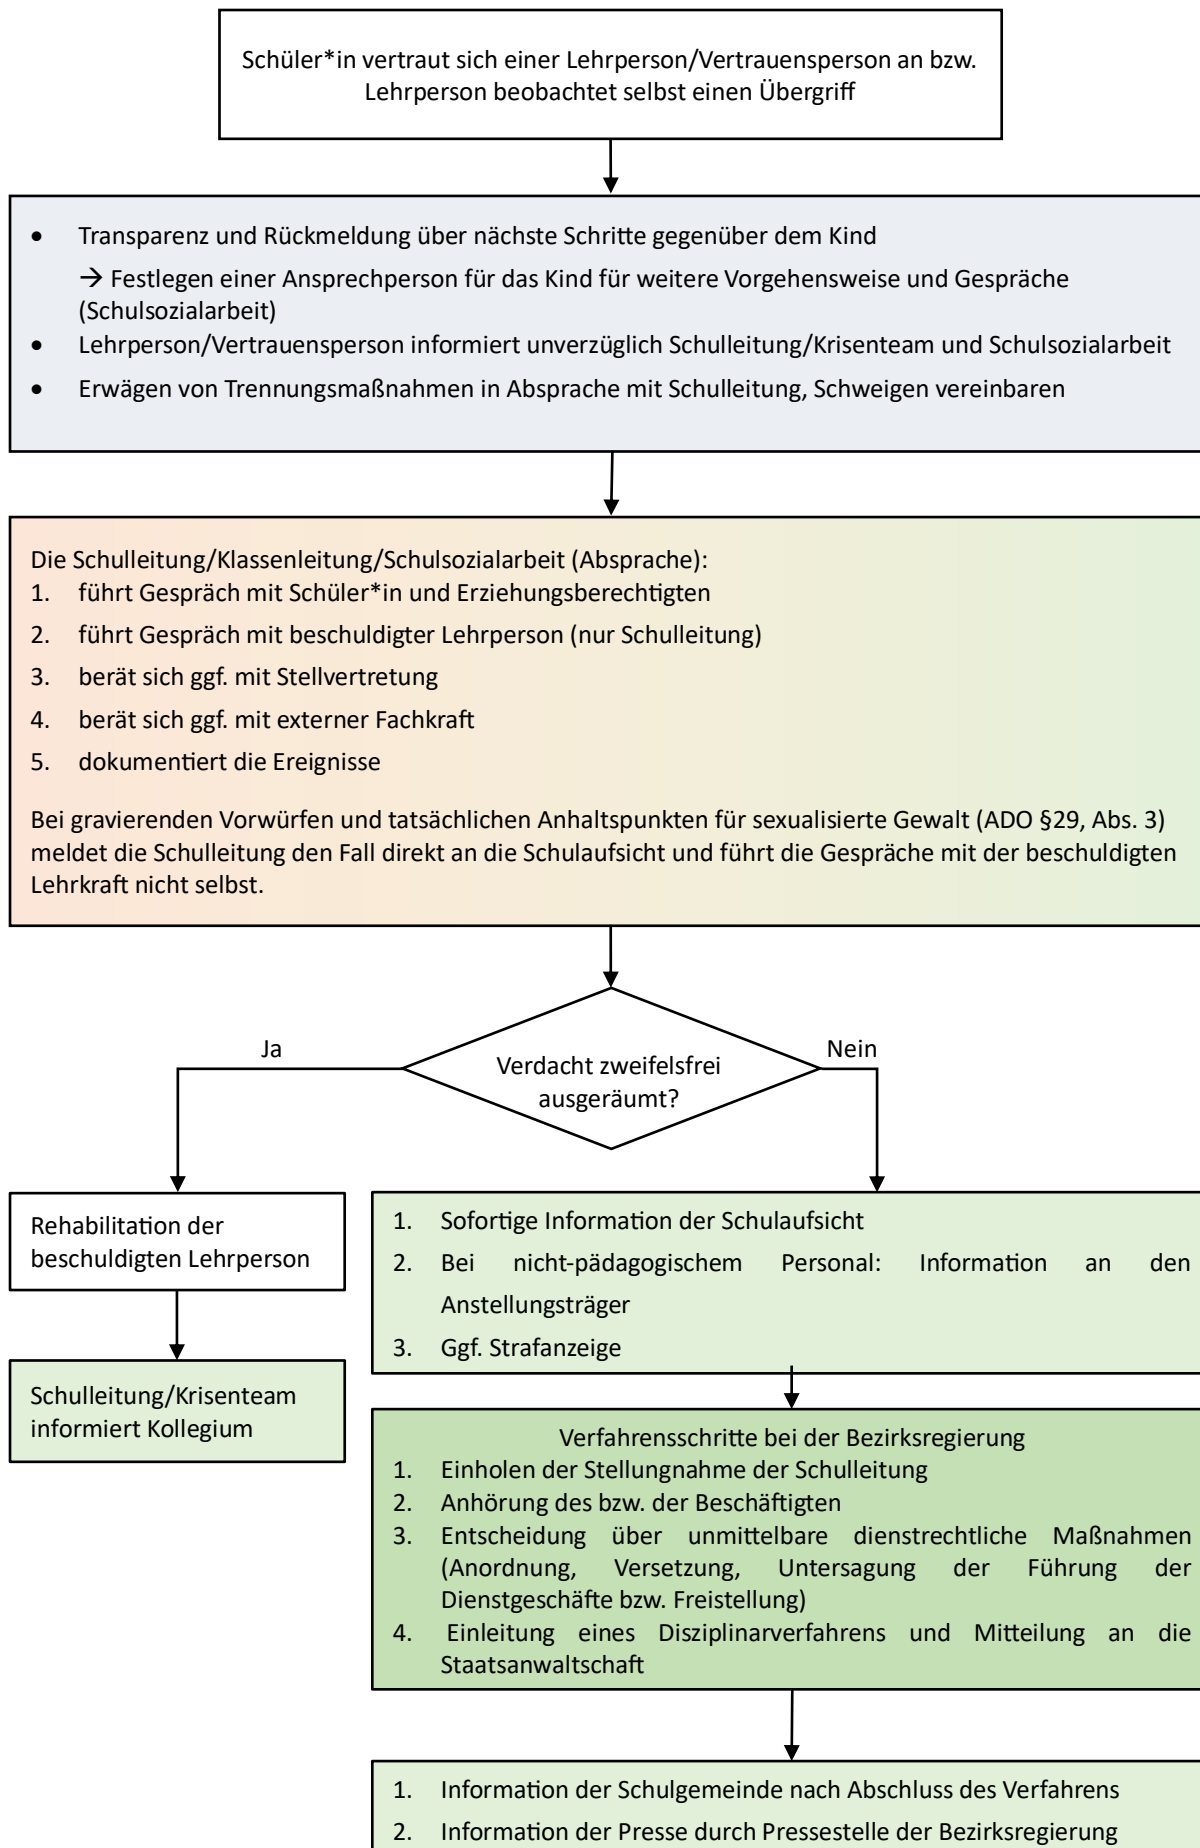 Schüler*in vertraut sich einer Lehrperson/Vertrauensperson an bzw.
Lehrperson beobachtet selbst einen Übergriff
• Transparenz und Rückmeldung über nächste Schritte gegenüber dem Kind
→ Festlegen einer Ansprechperson für das Kind für weitere Vorgehensweise und Gespräche
(Schulsozialarbeit)
• Lehrperson/Vertrauensperson informiert unverzüglich Schulleitung/Krisenteam und Schulsozialarbeit
• Erwägen von Trennungsmaßnahmen in Absprache mit Schulleitung, Schweigen vereinbaren
Die Schulleitung/Klassenleitung/Schulsozialarbeit (Absprache):
1. führt Gespräch mit Schüler*in und Erziehungsberechtigten
2. führt Gespräch mit beschuldigter Lehrperson (nur Schulleitung)
3. berät sich ggf. mit Stellvertretung
4. berät sich ggf. mit externer Fachkraft
5. dokumentiert die Ereignisse
Bei gravierenden Vorwürfen und tatsächlichen Anhaltspunkten für sexualisierte Gewalt (ADO §29, Abs. 3)
meldet die Schulleitung den Fall direkt an die Schulaufsicht und führt die Gespräche mit der beschuldigten
Lehrkraft nicht selbst.
Verdacht zweifelsfrei
ausgeräumt?
Ja
Nein
Rehabilitation der
beschuldigten Lehrperson
Schulleitung/Krisenteam
informiert Kollegium
1. Sofortige Information der Schulaufsicht
2. Bei nicht-pädagogischem Personal: Information an den
Anstellungsträger
3. Ggf. Strafanzeige
Verfahrensschritte bei der Bezirksregierung
1. Einholen der Stellungnahme der Schulleitung
2. Anhörung des bzw. der Beschäftigten
3. Entscheidung über unmittelbare dienstrechtliche Maßnahmen
(Anordnung, Versetzung, Untersagung der Führung der
Dienstgeschäfte bzw. Freistellung)
4. Einleitung eines Disziplinarverfahrens und Mitteilung an die
Staatsanwaltschaft
1. Information der Schulgemeinde nach Abschluss des Verfahrens
2. Information der Presse durch Pressestelle der Bezirksregierung